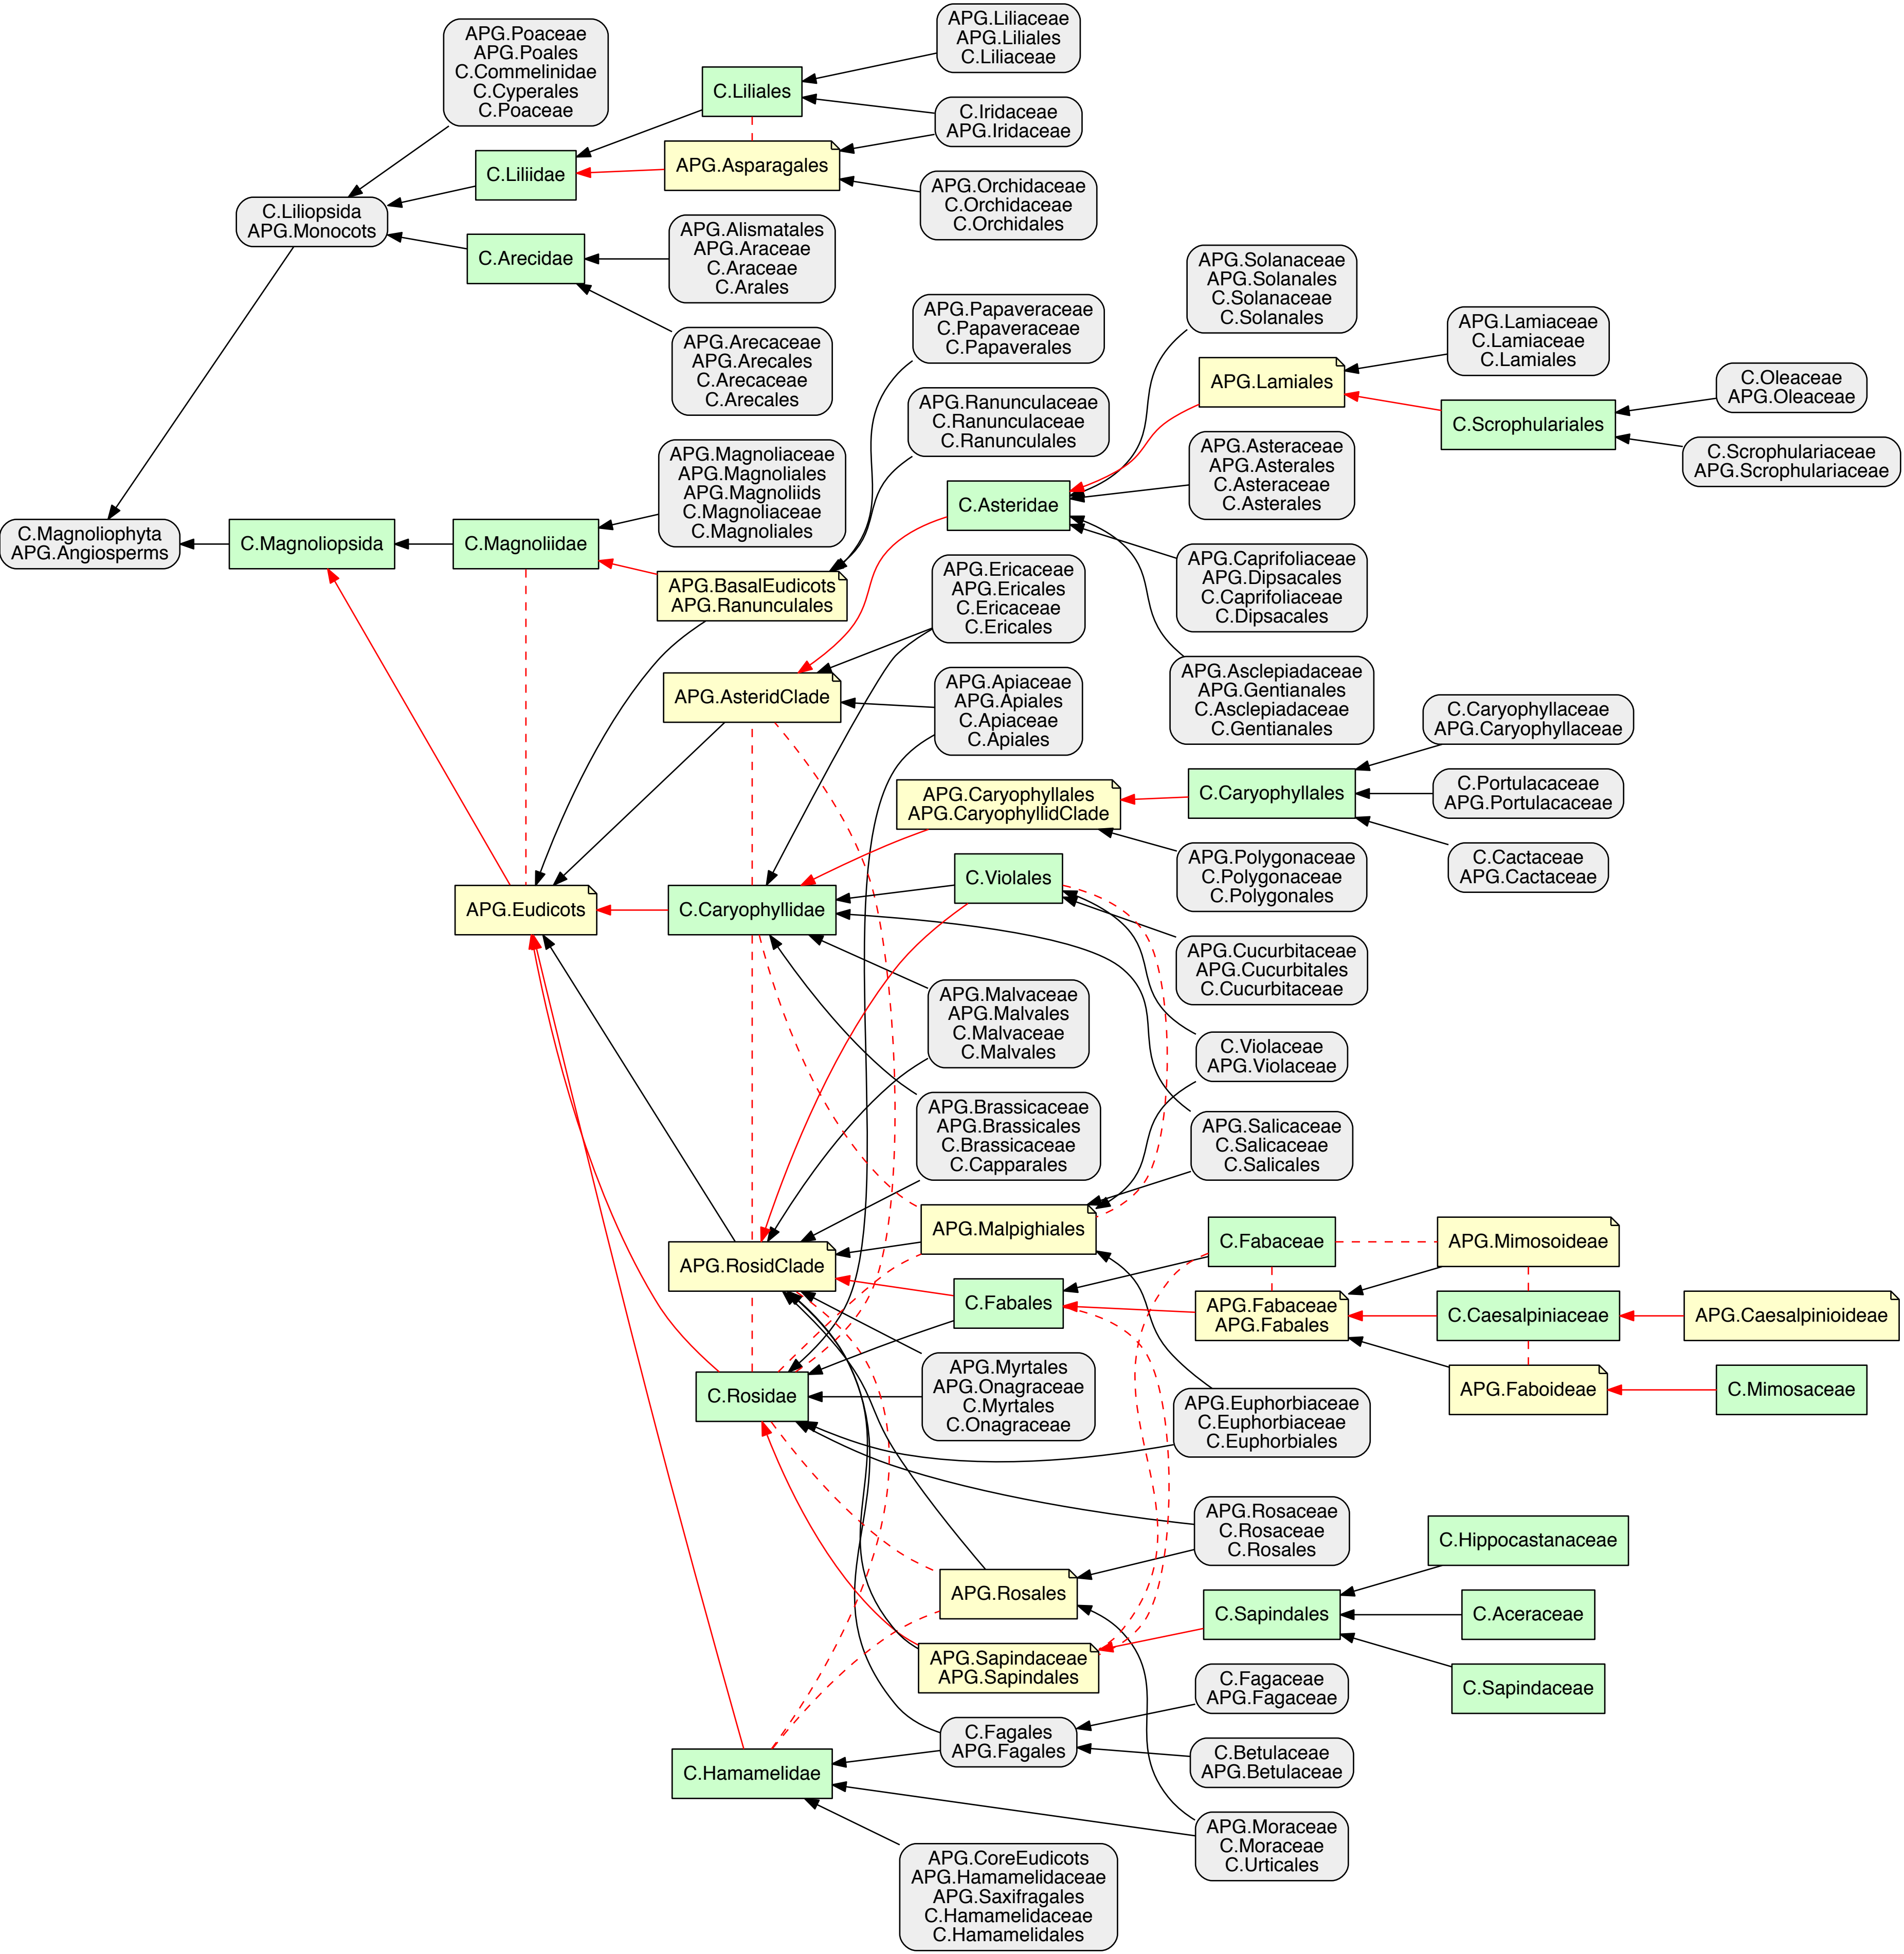 APG.Poaceae
APG.Poales
C.Commelinidae
C.Cyperales
C.Poaceae
APG.Liliaceae
APG.Liliales
C.Liliaceae
C.Liliales
C.Iridaceae
APG.Iridaceae
C.Liliidae
APG.Asparagales
APG.Orchidaceae
C.Orchidaceae
C.Orchidales
C.Liliopsida
APG.Monocots
C.Arecidae
APG.Alismatales
APG.Araceae
C.Araceae
C.Arales
APG.Arecaceae
APG.Arecales
C.Arecaceae
C.Arecales
APG.Papaveraceae
C.Papaveraceae
C.Papaverales
APG.Solanaceae
APG.Solanales
C.Solanaceae
C.Solanales
APG.Lamiales
APG.Lamiaceae
C.Lamiaceae
C.Lamiales
C.Scrophulariales
C.Oleaceae
APG.Oleaceae
C.Scrophulariaceae
APG.Scrophulariaceae
APG.Ranunculaceae
C.Ranunculaceae
C.Ranunculales
APG.Magnoliaceae
APG.Magnoliales
APG.Magnoliids
C.Magnoliaceae
C.Magnoliales
C.Asteridae
APG.Asteraceae
APG.Asterales
C.Asteraceae
C.Asterales
C.Magnoliophyta
APG.Angiosperms
C.Magnoliopsida
C.Magnoliidae
APG.BasalEudicots
APG.Ranunculales
APG.Ericaceae
APG.Ericales
C.Ericaceae
C.Ericales
APG.Caprifoliaceae
APG.Dipsacales
C.Caprifoliaceae
C.Dipsacales
APG.AsteridClade
APG.Apiaceae
APG.Apiales
C.Apiaceae
C.Apiales
APG.Asclepiadaceae
APG.Gentianales
C.Asclepiadaceae
C.Gentianales
C.Caryophyllaceae
APG.Caryophyllaceae
APG.Caryophyllales
APG.CaryophyllidClade
C.Caryophyllales
C.Portulacaceae
APG.Portulacaceae
C.Cactaceae
APG.Cactaceae
APG.Polygonaceae
C.Polygonaceae
C.Polygonales
APG.Eudicots
C.Caryophyllidae
C.Violales
APG.Cucurbitaceae
APG.Cucurbitales
C.Cucurbitaceae
APG.Malvaceae
APG.Malvales
C.Malvaceae
C.Malvales
C.Violaceae
APG.Violaceae
APG.Brassicaceae
APG.Brassicales
C.Brassicaceae
C.Capparales
APG.Salicaceae
C.Salicaceae
C.Salicales
APG.RosidClade
APG.Malpighiales
C.Fabaceae
APG.Mimosoideae
C.Fabales
APG.Fabaceae
APG.Fabales
C.Caesalpiniaceae
APG.Caesalpinioideae
C.Rosidae
APG.Myrtales
APG.Onagraceae
C.Myrtales
C.Onagraceae
APG.Faboideae
C.Mimosaceae
APG.Euphorbiaceae
C.Euphorbiaceae
C.Euphorbiales
APG.Rosaceae
C.Rosaceae
C.Rosales
C.Hippocastanaceae
APG.Rosales
C.Sapindales
C.Aceraceae
APG.Sapindaceae
APG.Sapindales
C.Sapindaceae
C.Fagaceae
APG.Fagaceae
C.Fagales
APG.Fagales
C.Hamamelidae
C.Betulaceae
APG.Betulaceae
APG.Moraceae
C.Moraceae
C.Urticales
APG.CoreEudicots
APG.Hamamelidaceae
APG.Saxifragales
C.Hamamelidaceae
C.Hamamelidales